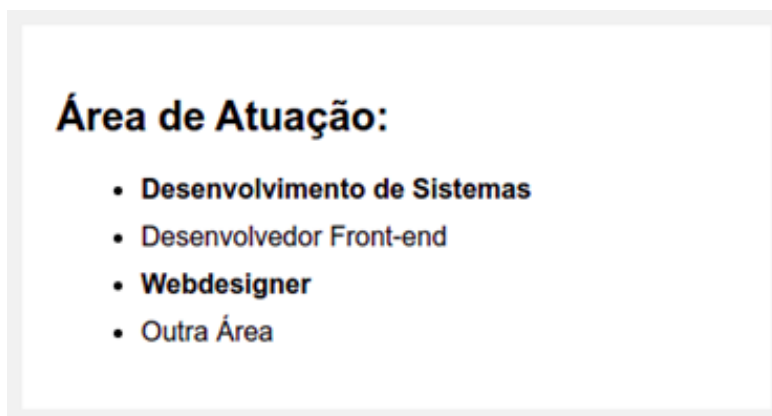 Área de Atuação:
• Desenvolvimento de Sistemas
• Desenvolvedor Front-end
• Webdesigner
• Outra Área